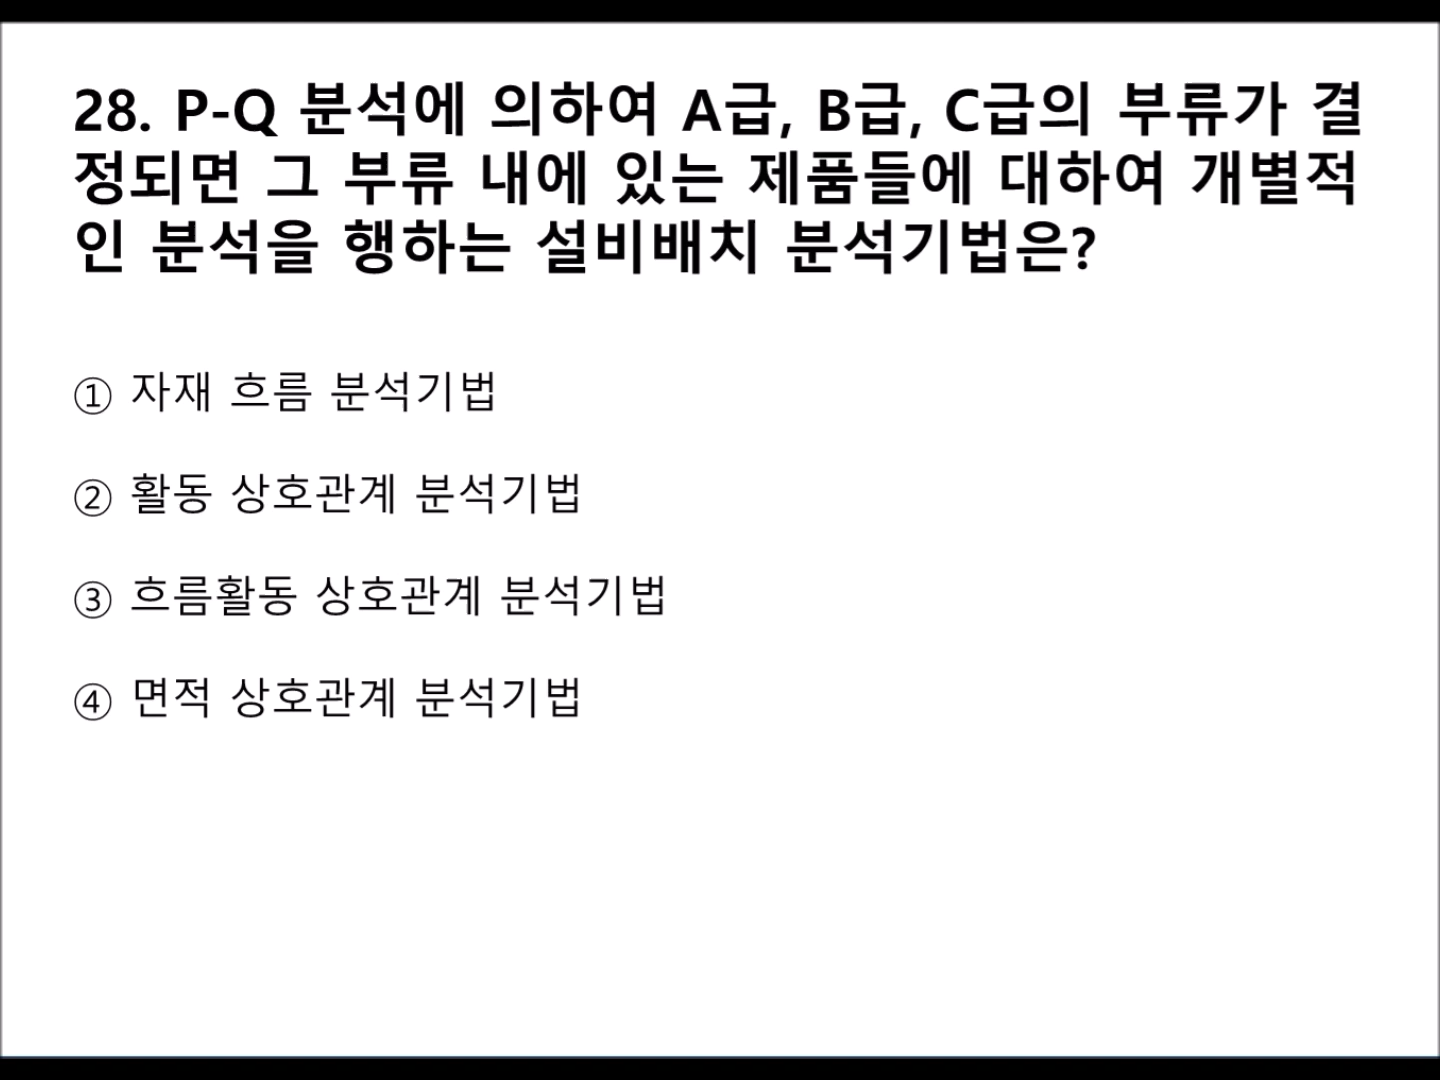 28. P-Q 분석에 의하여 A급, B급, C급의 부류가 결
정되면 그 부류 내에 있는 제품들에 대하여 개별적
인 분석을 행하는 설비배치 분석기법은?
① 자재 흐름 분석기법
② 활동 상호관계 분석기법
③ 흐름활동 상호관계 분석기법
④ 면적 상호관계 분석기법